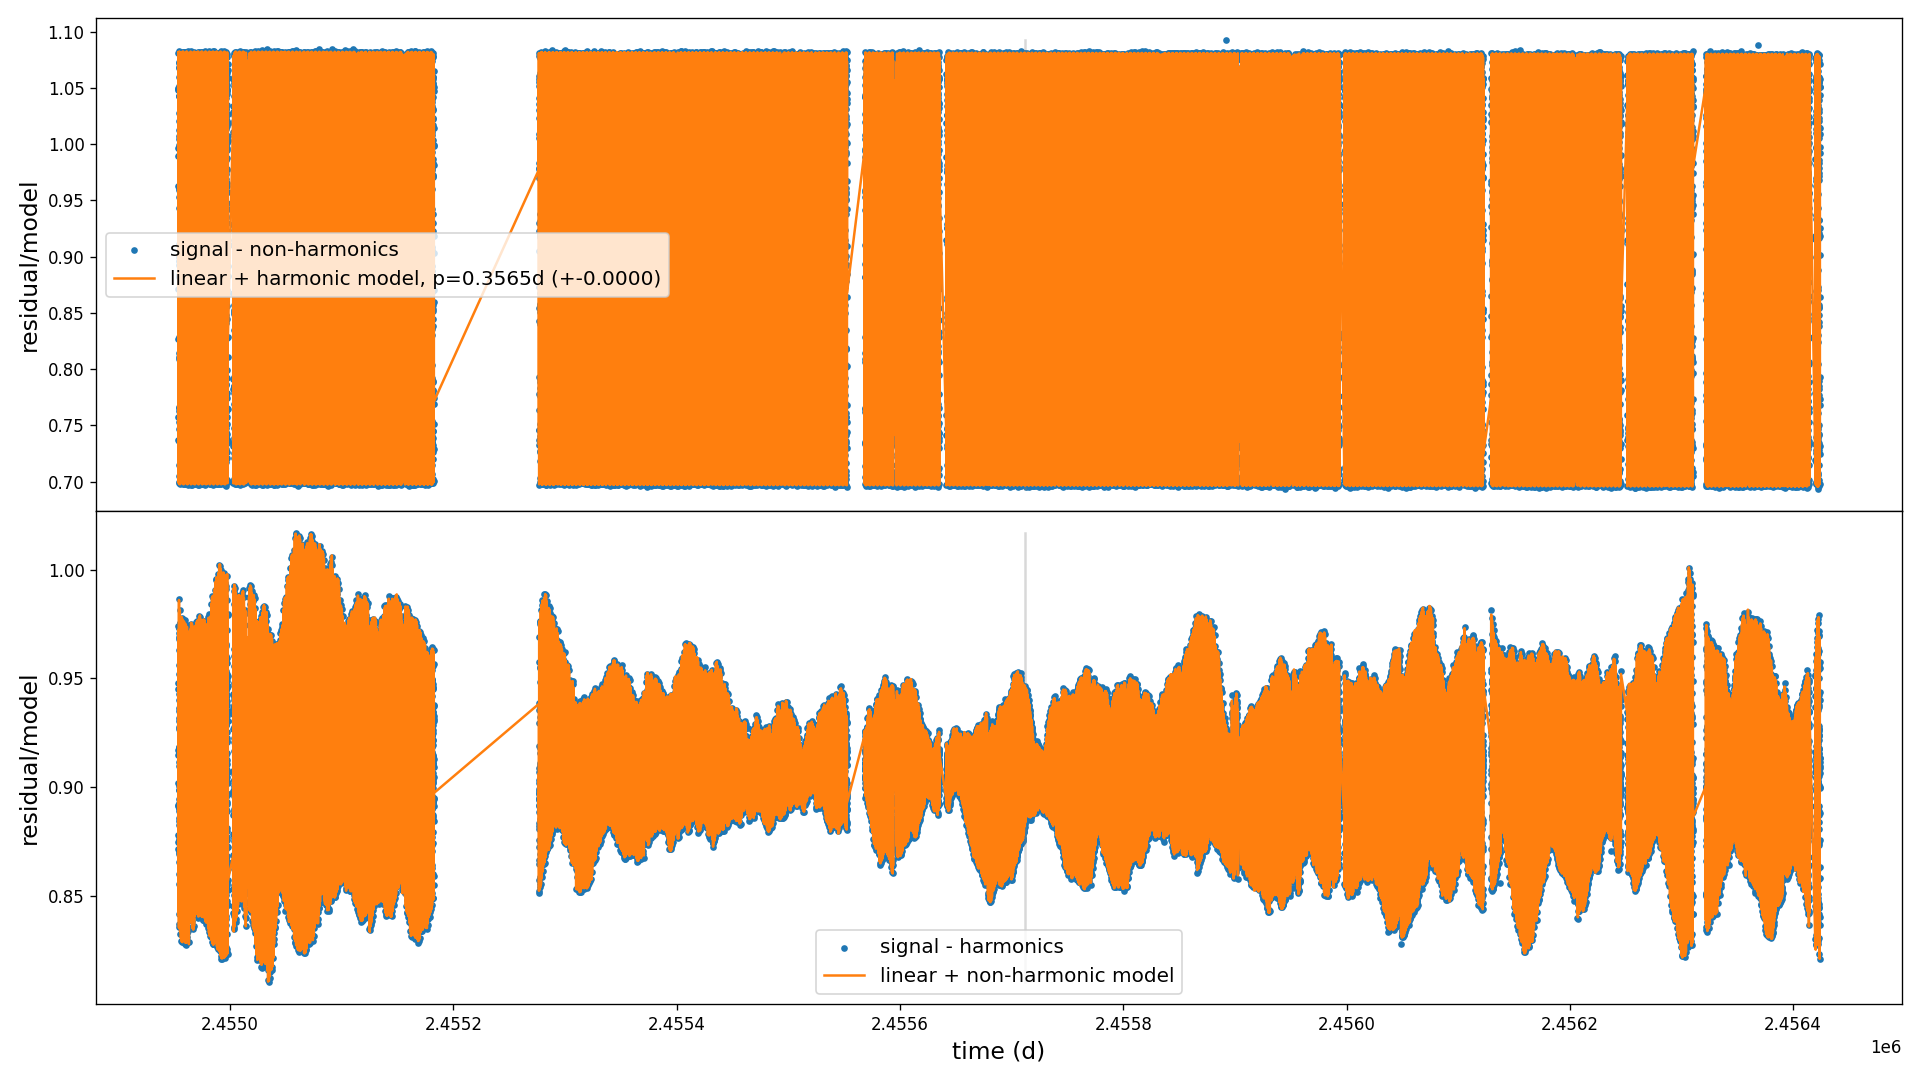 1.10
1.05
1.00
0.95
0.90
0.85
0.80
0.75
0.70
residual/model
signal - non-harmonics
linear + harmonic model, p=0.3565d (+-0.0000)
1.00
0.95
0.90
0.85
residual/model
signal - harmonics
linear + non-harmonic model
2.4550 2.4552 2.4554 2.4556 2.4558 2.4560 2.4562 2.4564
time (d)
1e6